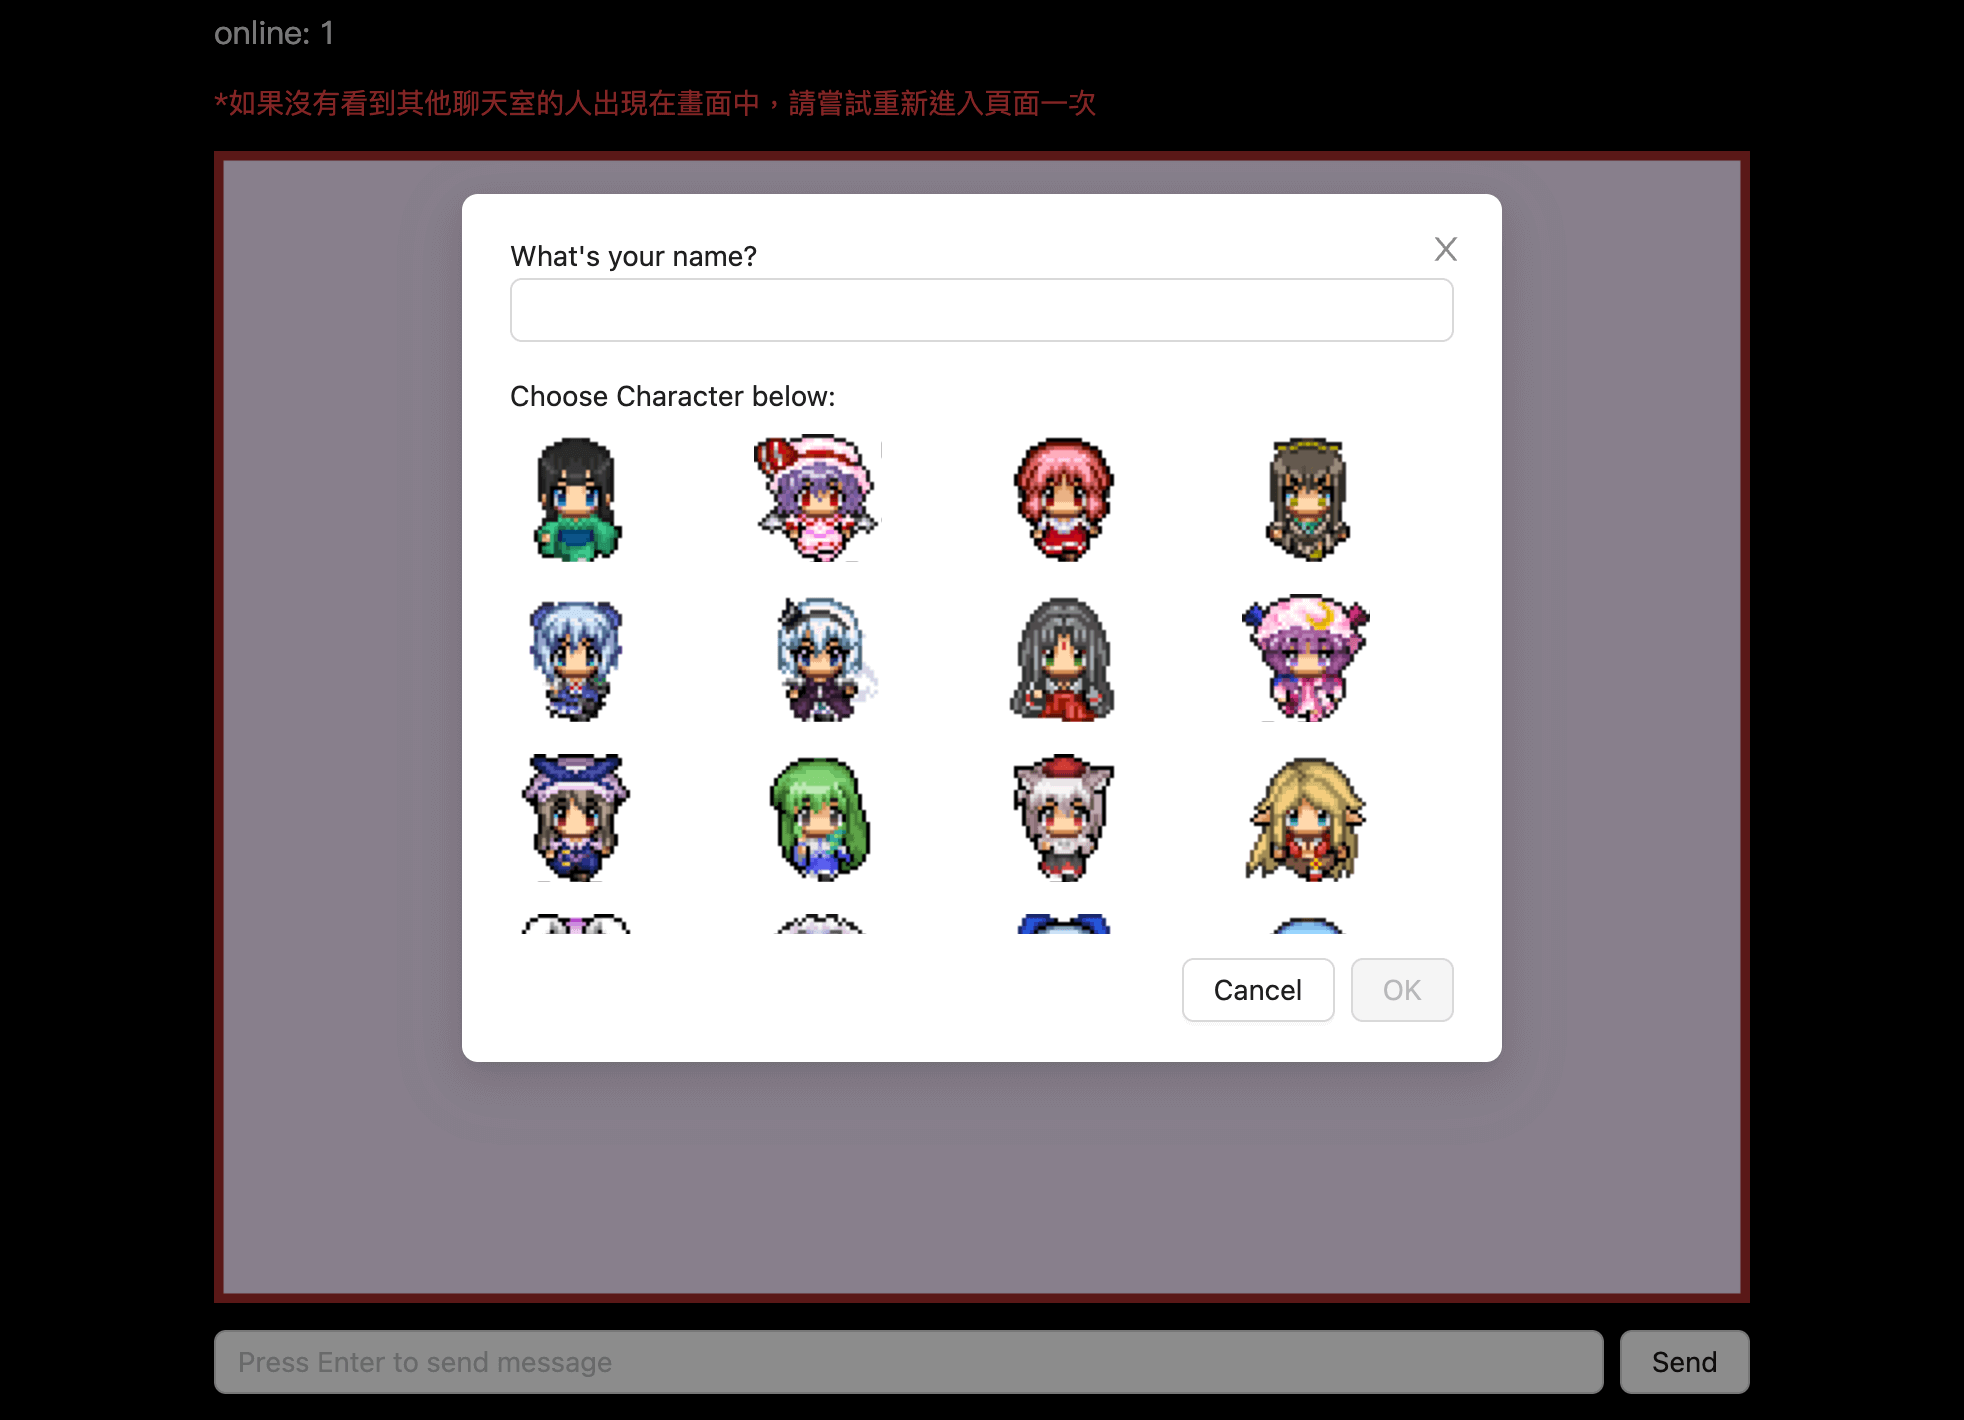 online: 1
*如果沒有看到其他聊天室的人出現在畫面中，請嘗試重新進入頁面一次
What's your name?
Choose Character below:
Cancel
OK
Press Enter to send message
Send